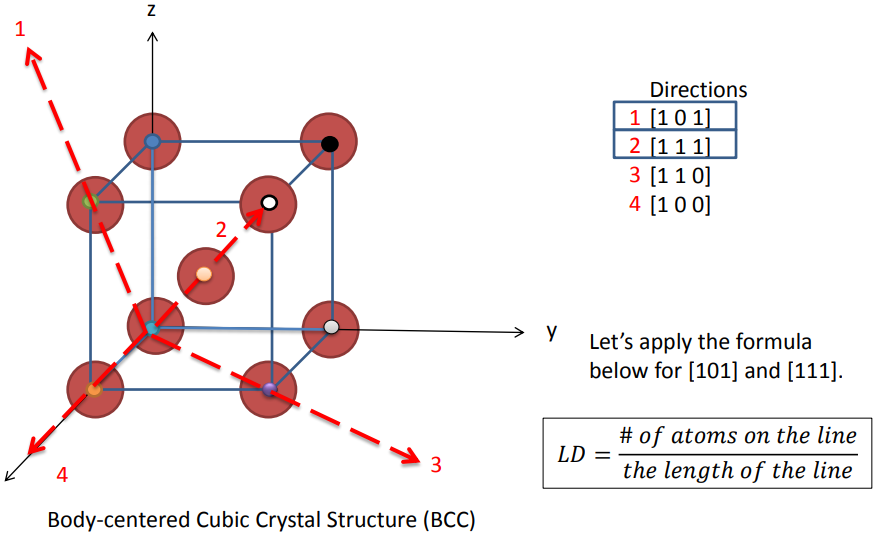 1
z
Directions
1 [1 0 1]
2 [1 1 1]
3 [1 1 0]
4 [1 0 0]
2
y
Let's apply the formula
below for [101] and [111].
LD = # of atoms on the line / the length of the line
3
4
Body-centered Cubic Crystal Structure (BCC)